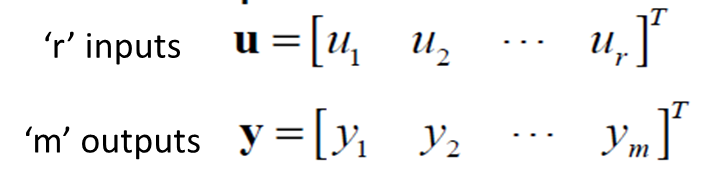 ‘r’ inputs u = [u₁ u₂ ⋯ uᵣ]ᵀ
‘m’ outputs y = [y₁ y₂ ⋯ yₘ]ᵀ